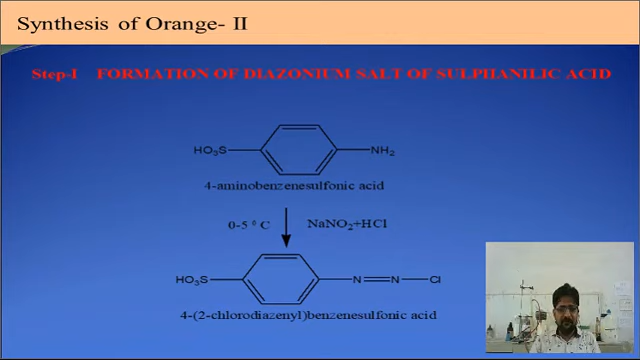 Synthesis of Orange- II
Step-I FORMATION OF DIAZONIUM SALT OF SULPHANILIC ACID
HO₃S NH₂
4-aminobenzenesulfonic acid
0-5 ⁰ C NaNO₂+HCl
HO₃S N N Cl
4-(2-chlorodiazenyl)benzenesulfonic acid